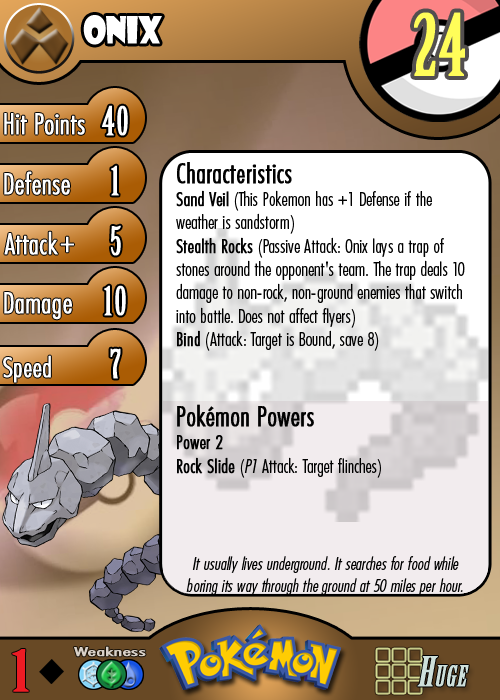 ONIX
24
Hit Points 40
Defense 1
Attack+ 5
Damage 10
Speed 7
Characteristics
Sand Veil (This Pokemon has +1 Defense if the
weather is sandstorm)
Stealth Rocks (Passive Attack: Onix lays a trap of
stones around the opponent's team. The trap deals 10
damage to non-rock, non-ground enemies that switch
into battle. Does not affect flyers)
Bind (Attack: Target is Bound, save 8)
Pokémon Powers
Power 2
Rock Slide (P1 Attack: Target flinches)
It usually lives underground. It searches for food while
boring its way through the ground at 50 miles per hour.
1
Weakness
POKéMON
HUGE